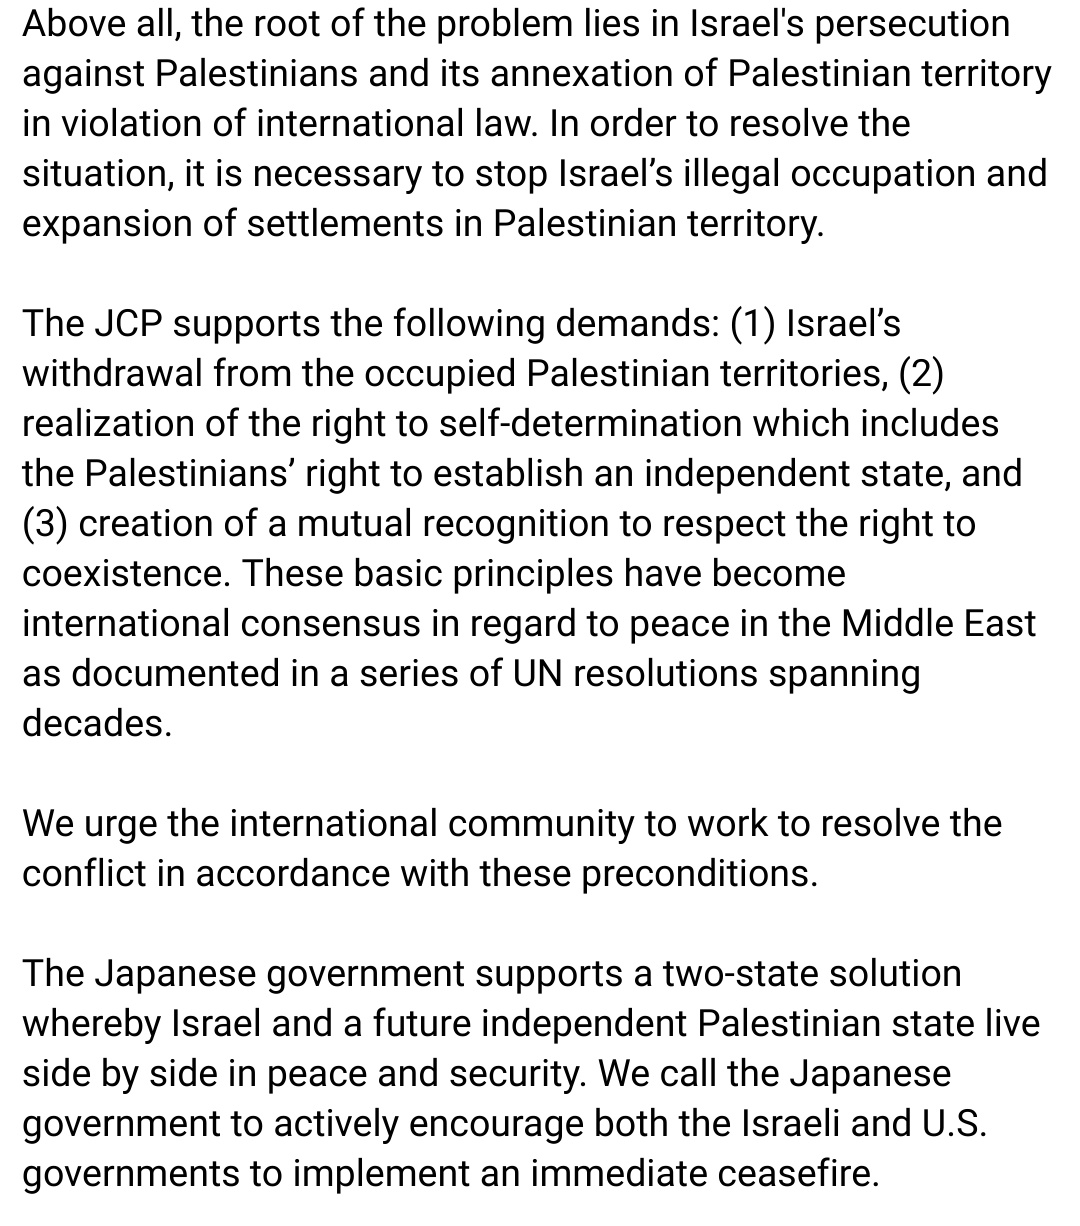 Above all, the root of the problem lies in Israel's persecution
against Palestinians and its annexation of Palestinian territory
in violation of international law. In order to resolve the
situation, it is necessary to stop Israel’s illegal occupation and
expansion of settlements in Palestinian territory.
The JCP supports the following demands: (1) Israel’s
withdrawal from the occupied Palestinian territories, (2)
realization of the right to self-determination which includes
the Palestinians’ right to establish an independent state, and
(3) creation of a mutual recognition to respect the right to
coexistence. These basic principles have become
international consensus in regard to peace in the Middle East
as documented in a series of UN resolutions spanning
decades.
We urge the international community to work to resolve the
conflict in accordance with these preconditions.
The Japanese government supports a two-state solution
whereby Israel and a future independent Palestinian state live
side by side in peace and security. We call the Japanese
government to actively encourage both the Israeli and U.S.
governments to implement an immediate ceasefire.